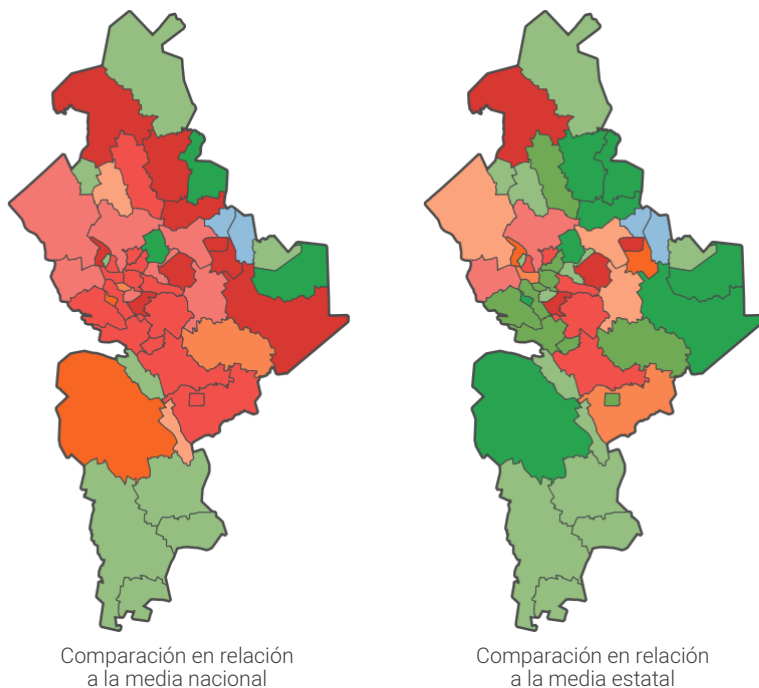 Comparación en relación
a la media nacional
Comparación en relación
a la media estatal